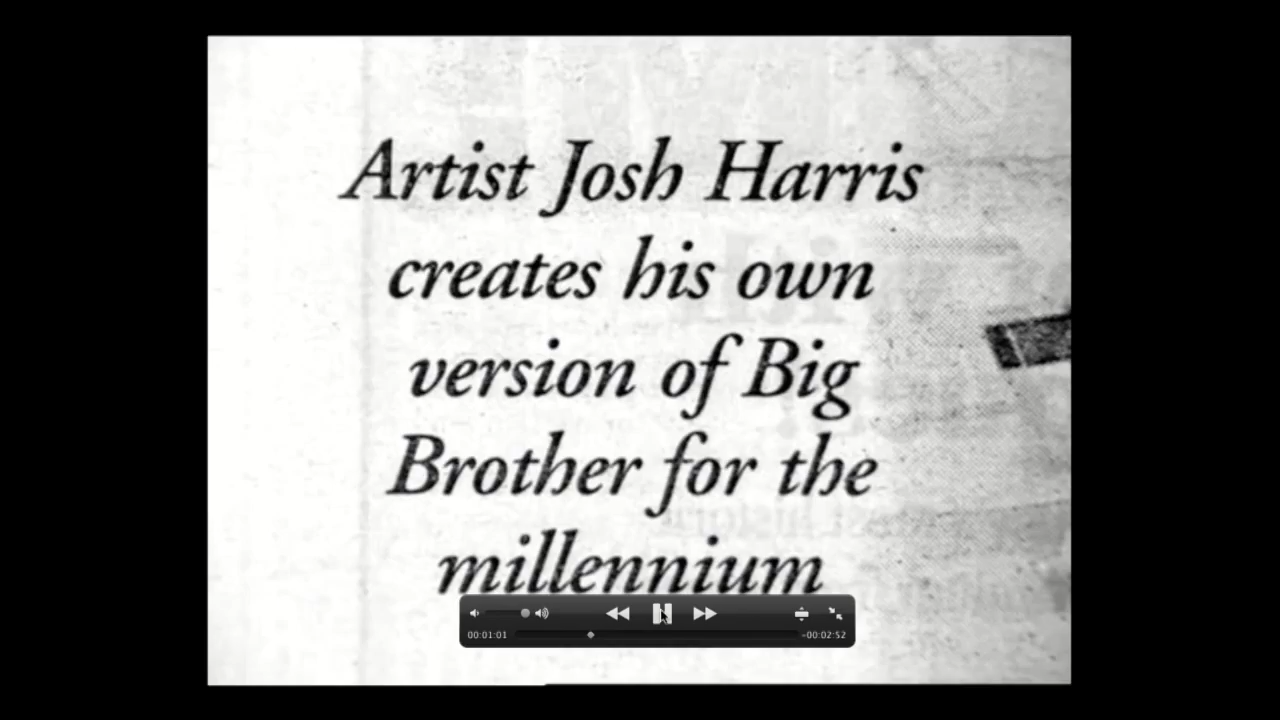 Artist Josh Harris
creates his own
version of Big
Brother for the
millennium
00:01:01
-00:02:52